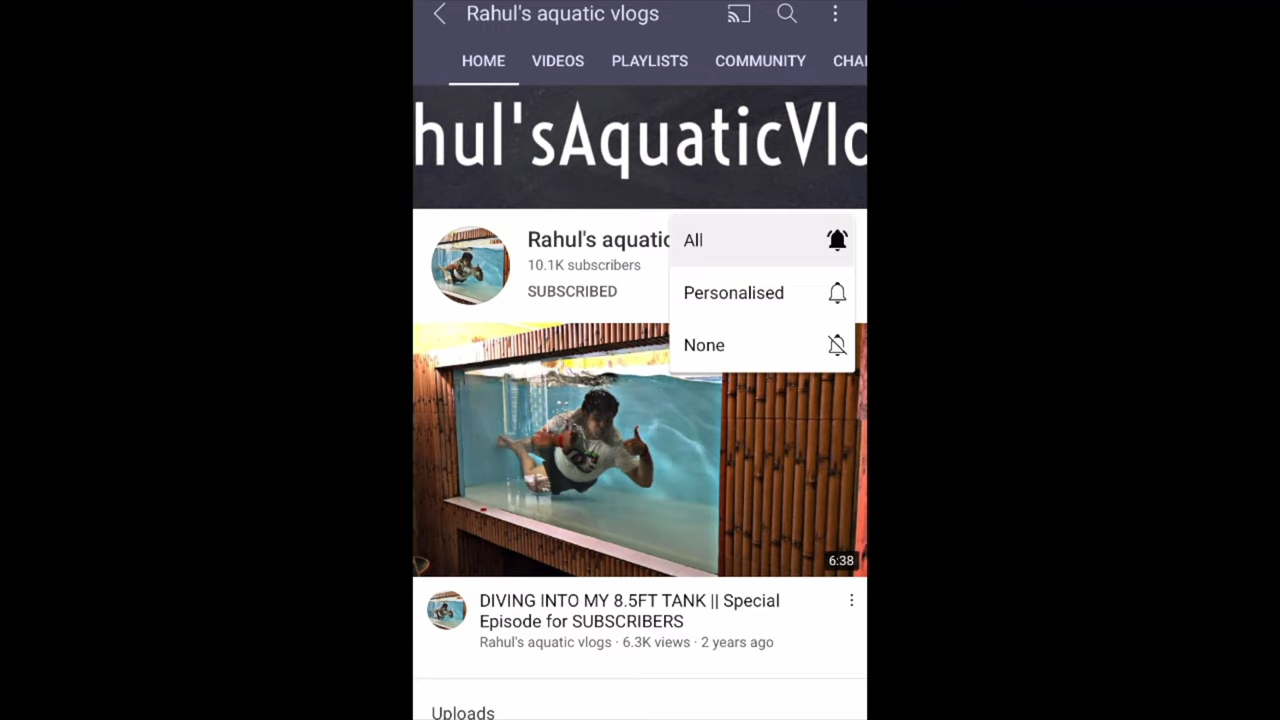 Rahul's aquatic vlogs
HOME VIDEOS PLAYLISTS COMMUNITY CHA
hul'sAquaticVlo
Rahul's aquatic
10.1K subscribers
SUBSCRIBED
All
Personalised
None
6:38
DIVING INTO MY 8.5FT TANK || Special
Episode for SUBSCRIBERS
Rahul's aquatic vlogs · 6.3K views · 2 years ago
Uploads